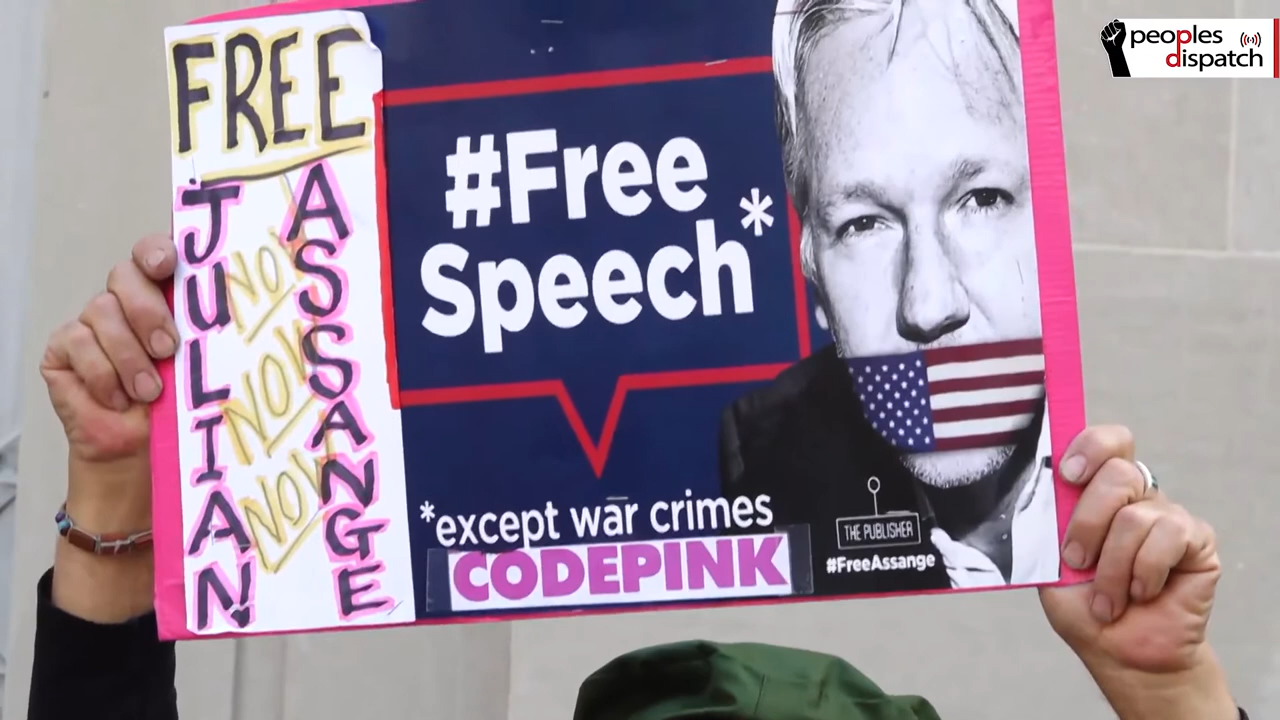 FREE
JULIAN
ASSANGE
NOW
NOW
NOW
#Free
Speech*
*except war crimes
CODEPINK
THE PUBLISHER
#FreeAssange
peoples
dispatch